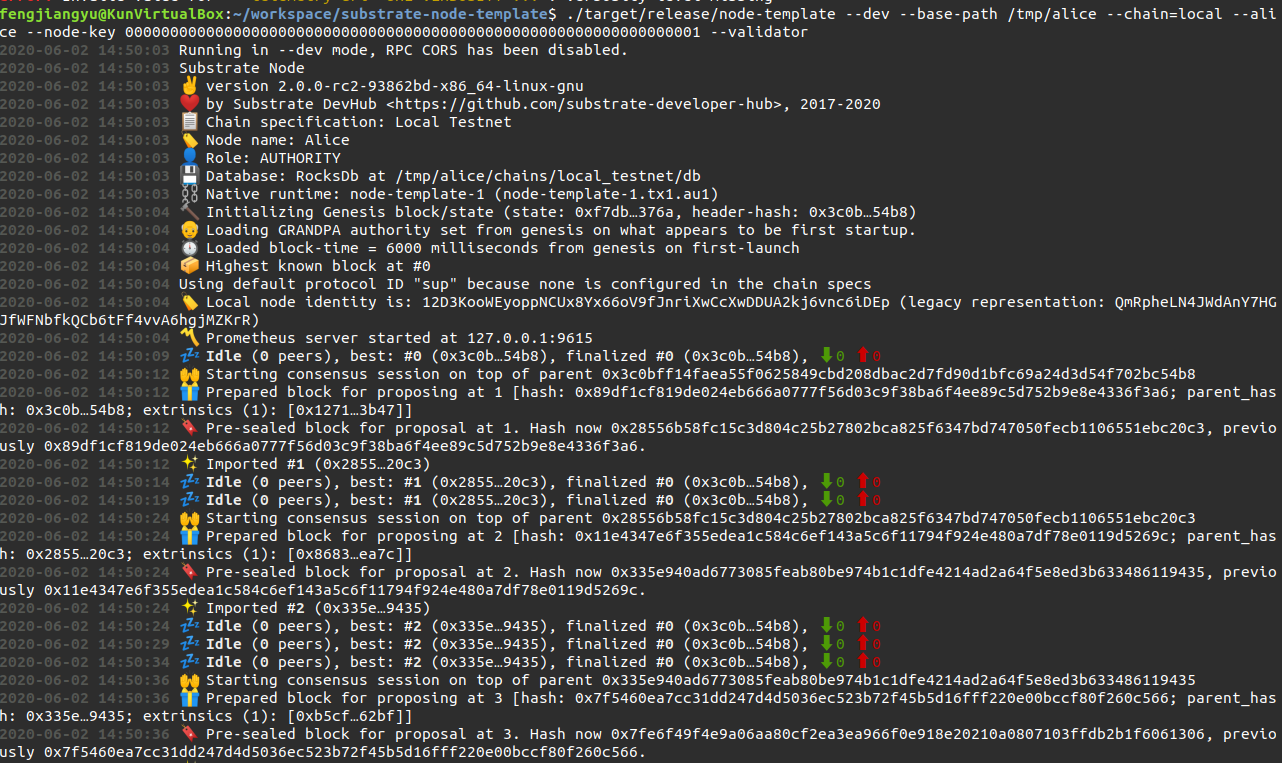 fengjiangyu@KunVirtualBox:~/workspace/substrate-node-template$ ./target/release/node-template --dev --base-path /tmp/alice --chain=local --ali
ce --node-key 0000000000000000000000000000000000000000000000000000000000000001 --validator
2020-06-02 14:50:03 Running in --dev mode, RPC CORS has been disabled.
2020-06-02 14:50:03 Substrate Node
2020-06-02 14:50:03 ✌️ version 2.0.0-rc2-93862bd-x86_64-linux-gnu
2020-06-02 14:50:03 ❤️ by Substrate DevHub <https://github.com/substrate-developer-hub>, 2017-2020
2020-06-02 14:50:03 📋 Chain specification: Local Testnet
2020-06-02 14:50:03 🏷 Node name: Alice
2020-06-02 14:50:03 👤 Role: AUTHORITY
2020-06-02 14:50:03 💾 Database: RocksDb at /tmp/alice/chains/local_testnet/db
2020-06-02 14:50:03 ⛓ Native runtime: node-template-1 (node-template-1.tx1.au1)
2020-06-02 14:50:04 🔨 Initializing Genesis block/state (state: 0xf7db…376a, header-hash: 0x3c0b…54b8)
2020-06-02 14:50:04 👴 Loading GRANDPA authority set from genesis on what appears to be first startup.
2020-06-02 14:50:04 ⏱ Loaded block-time = 6000 milliseconds from genesis on first-launch
2020-06-02 14:50:04 📦 Highest known block at #0
2020-06-02 14:50:04 Using default protocol ID "sup" because none is configured in the chain specs
2020-06-02 14:50:04 🏷 Local node identity is: 12D3KooWEyoppNCUx8Yx66oV9fJnriXwCcXwDDUA2kj6vnc6iDEp (legacy representation: QmRpheLN4JWdAnY7HG
JfWFNbfkQCb6tFf4vvA6hgjMZKrR)
2020-06-02 14:50:04 〽️ Prometheus server started at 127.0.0.1:9615
2020-06-02 14:50:09 💤 Idle (0 peers), best: #0 (0x3c0b…54b8), finalized #0 (0x3c0b…54b8), ⬇ 0 ⬆ 0
2020-06-02 14:50:12 🙌 Starting consensus session on top of parent 0x3c0bff14faea55f0625849cbd208dbac2d7fd90d1bfc69a24d3d54f702bc54b8
2020-06-02 14:50:12 🎁 Prepared block for proposing at 1 [hash: 0x89df1cf819de024eb666a0777f56d03c9f38ba6f4ee89c5d752b9e8e4336f3a6; parent_has
h: 0x3c0b…54b8; extrinsics (1): [0x1271…3b47]]
2020-06-02 14:50:12 🔖 Pre-sealed block for proposal at 1. Hash now 0x28556b58fc15c3d804c25b27802bca825f6347bd747050fecb1106551ebc20c3, previo
usly 0x89df1cf819de024eb666a0777f56d03c9f38ba6f4ee89c5d752b9e8e4336f3a6.
2020-06-02 14:50:12 ✨ Imported #1 (0x2855…20c3)
2020-06-02 14:50:14 💤 Idle (0 peers), best: #1 (0x2855…20c3), finalized #0 (0x3c0b…54b8), ⬇ 0 ⬆ 0
2020-06-02 14:50:19 💤 Idle (0 peers), best: #1 (0x2855…20c3), finalized #0 (0x3c0b…54b8), ⬇ 0 ⬆ 0
2020-06-02 14:50:24 🙌 Starting consensus session on top of parent 0x28556b58fc15c3d804c25b27802bca825f6347bd747050fecb1106551ebc20c3
2020-06-02 14:50:24 🎁 Prepared block for proposing at 2 [hash: 0x11e4347e6f355edea1c584c6ef143a5c6f11794f924e480a7df78e0119d5269c; parent_has
h: 0x2855…20c3; extrinsics (1): [0x8683…ea7c]]
2020-06-02 14:50:24 🔖 Pre-sealed block for proposal at 2. Hash now 0x335e940ad6773085feab80be974b1c1dfe4214ad2a64f5e8ed3b633486119435, previo
usly 0x11e4347e6f355edea1c584c6ef143a5c6f11794f924e480a7df78e0119d5269c.
2020-06-02 14:50:24 ✨ Imported #2 (0x335e…9435)
2020-06-02 14:50:24 💤 Idle (0 peers), best: #2 (0x335e…9435), finalized #0 (0x3c0b…54b8), ⬇ 0 ⬆ 0
2020-06-02 14:50:29 💤 Idle (0 peers), best: #2 (0x335e…9435), finalized #0 (0x3c0b…54b8), ⬇ 0 ⬆ 0
2020-06-02 14:50:34 💤 Idle (0 peers), best: #2 (0x335e…9435), finalized #0 (0x3c0b…54b8), ⬇ 0 ⬆ 0
2020-06-02 14:50:36 🙌 Starting consensus session on top of parent 0x335e940ad6773085feab80be974b1c1dfe4214ad2a64f5e8ed3b633486119435
2020-06-02 14:50:36 🎁 Prepared block for proposing at 3 [hash: 0x7f5460ea7cc31dd247d4d5036ec523b72f45b5d16fff220e00bccf80f260c566; parent_has
h: 0x335e…9435; extrinsics (1): [0xb5cf…62bf]]
2020-06-02 14:50:36 🔖 Pre-sealed block for proposal at 3. Hash now 0x7fe6f49f4e9a06aa80cf2ea3ea966f0e918e20210a0807103ffdb2b1f6061306, previo
usly 0x7f5460ea7cc31dd247d4d5036ec523b72f45b5d16fff220e00bccf80f260c566.